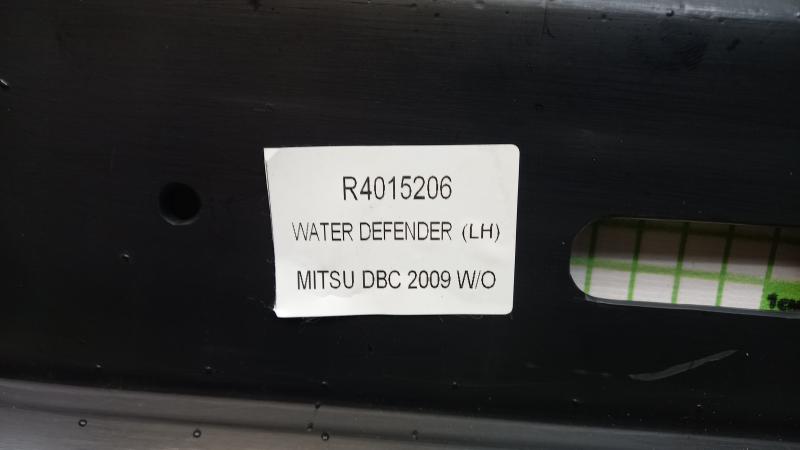 R4015206
WATER DEFENDER (LH)
MITSU DBC 2009 W/O